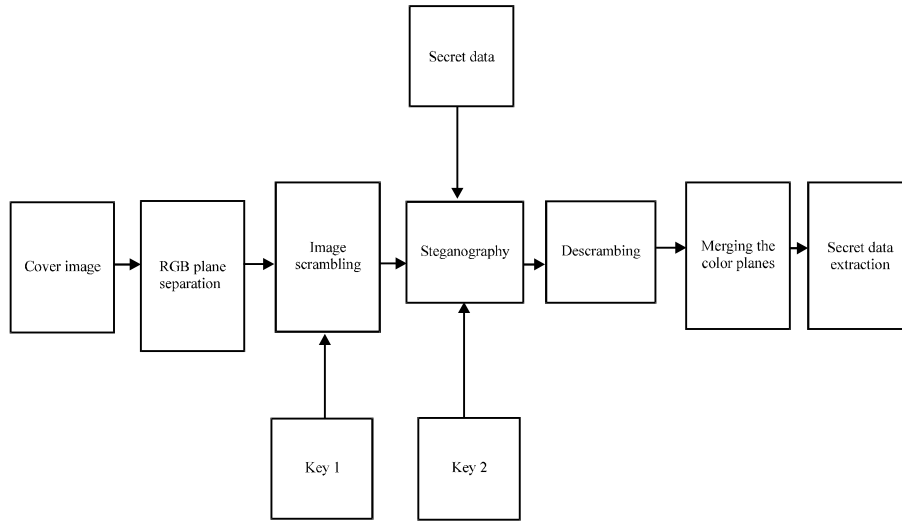 Secret data
Cover image
RGB plane
separation
Image
scrambling
Steganography
Descrambing
Merging the
color planes
Secret data
extraction
Key 1
Key 2